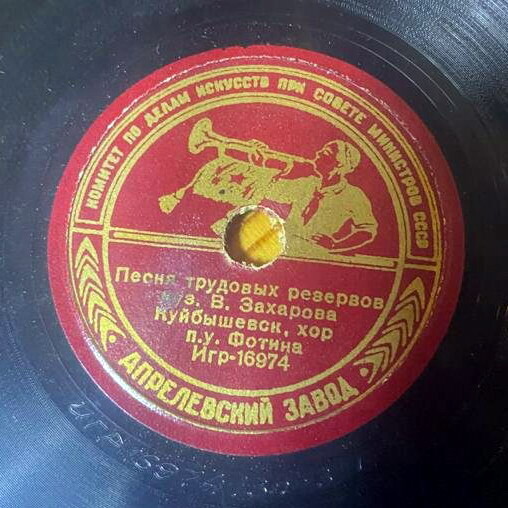 КОМИТЕТ ПО ДЕЛАМ ИСКУССТВ ПРИ СОВЕТЕ МИНИСТРОВ СССР
Песня трудовых резервов
з. В. Захарова
Куйбышевск, хор
п.у. Фотина
Игр-16974
АПРЕЛЕВСКИЙ ЗАВОД